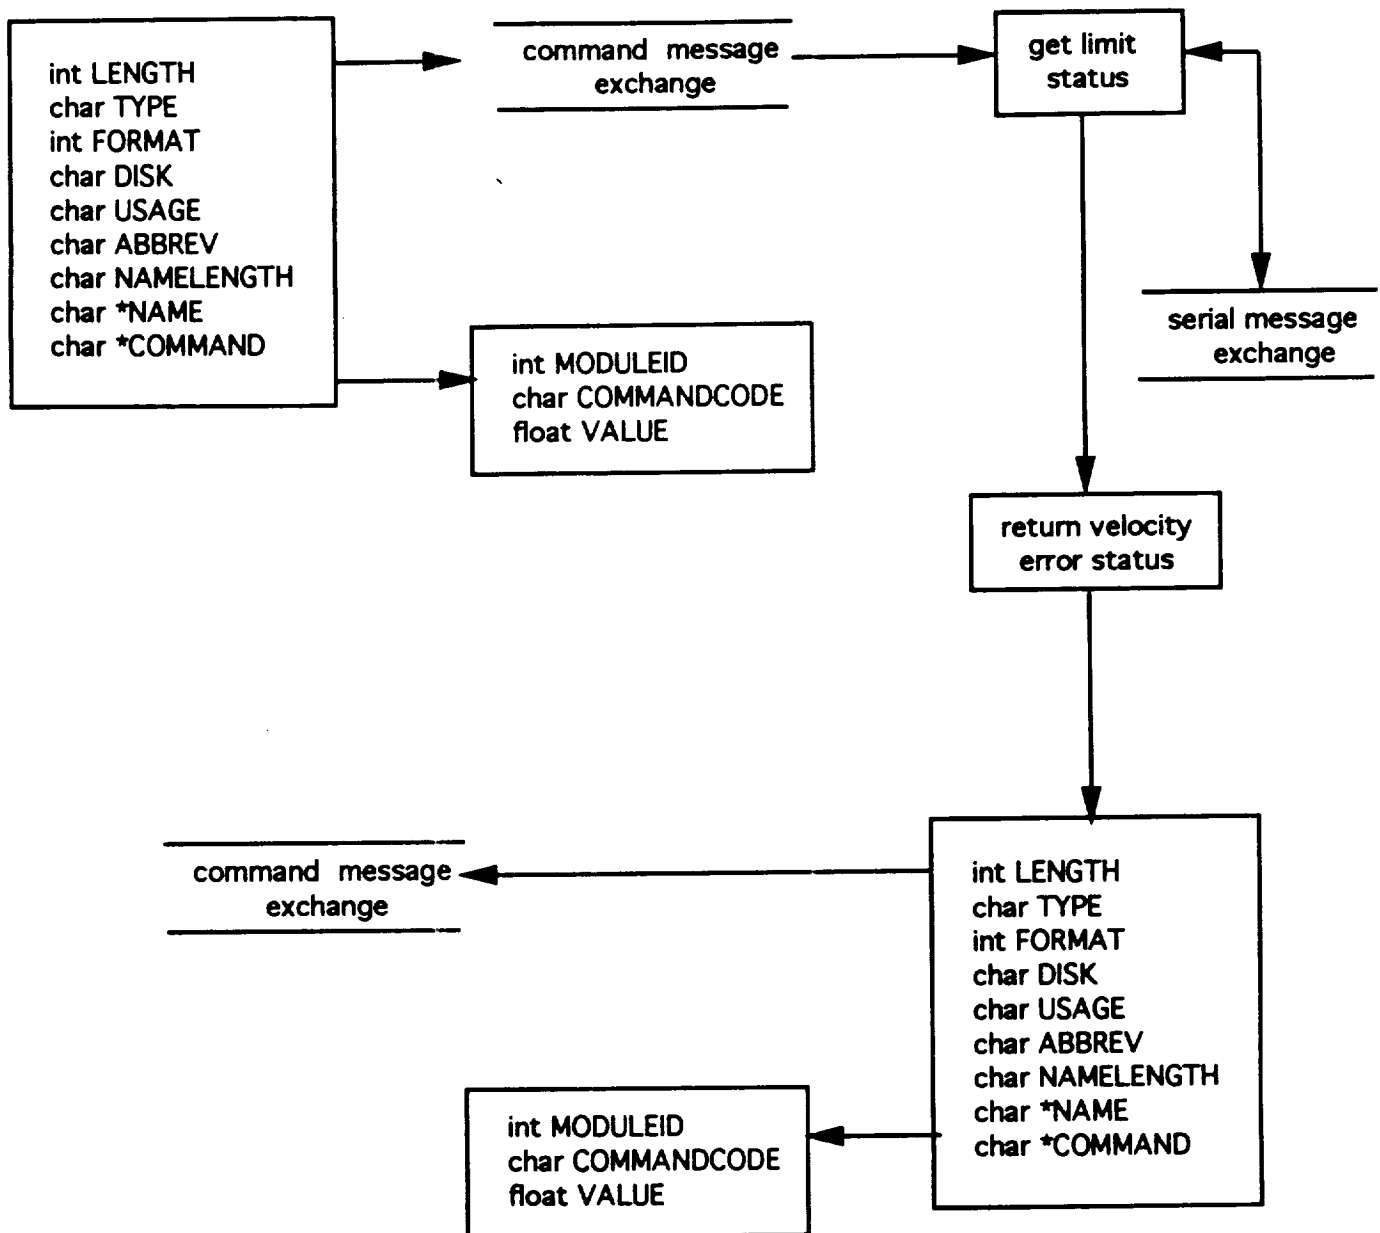 int LENGTH
char TYPE
int FORMAT
char DISK
char USAGE
char ABBREV
char NAMELENGTH
char *NAME
char *COMMAND
command message
exchange
get limit
status
serial message
exchange
int MODULEID
char COMMANDCODE
float VALUE
return velocity
error status
command message
exchange
int LENGTH
char TYPE
int FORMAT
char DISK
char USAGE
char ABBREV
char NAMELENGTH
char *NAME
char *COMMAND
int MODULEID
char COMMANDCODE
float VALUE